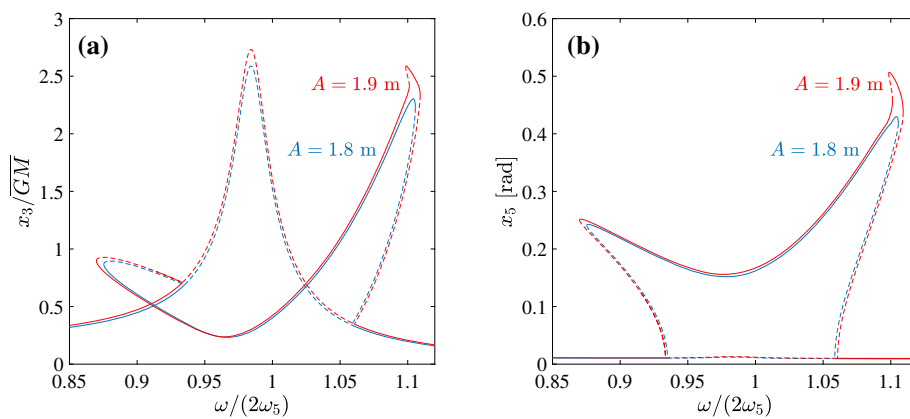 (a)
x₃/G̅M̅
3
2.5
2
1.5
1
0.5
0
A = 1.9 m
A = 1.8 m
0.85 0.9 0.95 1 1.05 1.1
ω/(2ω₅)
(b)
x₅ [rad]
0.6
0.5
0.4
0.3
0.2
0.1
0
A = 1.9 m
A = 1.8 m
0.85 0.9 0.95 1 1.05 1.1
ω/(2ω₅)